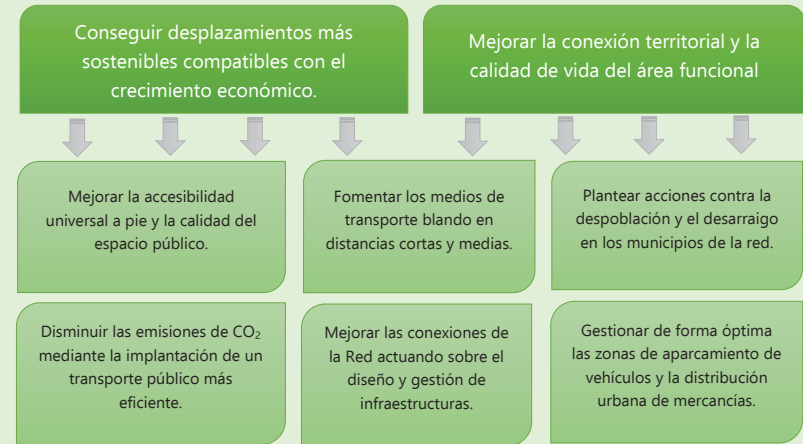 Conseguir desplazamientos más
sostenibles compatibles con el
crecimiento económico.
Mejorar la conexión territorial y la
calidad de vida del área funcional
Mejorar la accesibilidad
universal a pie y la calidad del
espacio público.
Fomentar los medios de
transporte blando en
distancias cortas y medias.
Plantear acciones contra la
despoblación y el desarraigo
en los municipios de la red.
Disminuir las emisiones de CO₂
mediante la implantación de un
transporte público más
eficiente.
Mejorar las conexiones de
la Red actuando sobre el
diseño y gestión de
infraestructuras.
Gestionar de forma óptima
las zonas de aparcamiento de
vehículos y la distribución
urbana de mercancías.